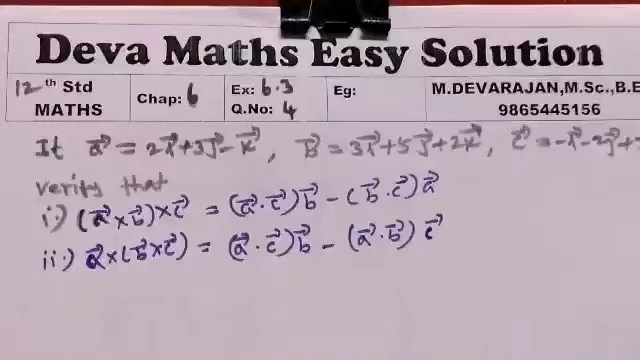 Deva Maths Easy Solution
12th Std MATHS Chap: 6 Ex: 6.3 Q.No: 4 Eg: M.DEVARAJAN,M.Sc.,B.E
9865445156
If a⃗ = 2i⃗+3j⃗-k⃗, b⃗ = 3i⃗+5j⃗+2k⃗, c⃗ = -i⃗-2j⃗+
verify that
i.) (a⃗×b⃗)×c⃗ = (a⃗·c⃗)b⃗ - (b⃗·c⃗)a⃗
ii.) a⃗×(b⃗×c⃗) = (a⃗·c⃗)b⃗ - (a⃗·b⃗)c⃗